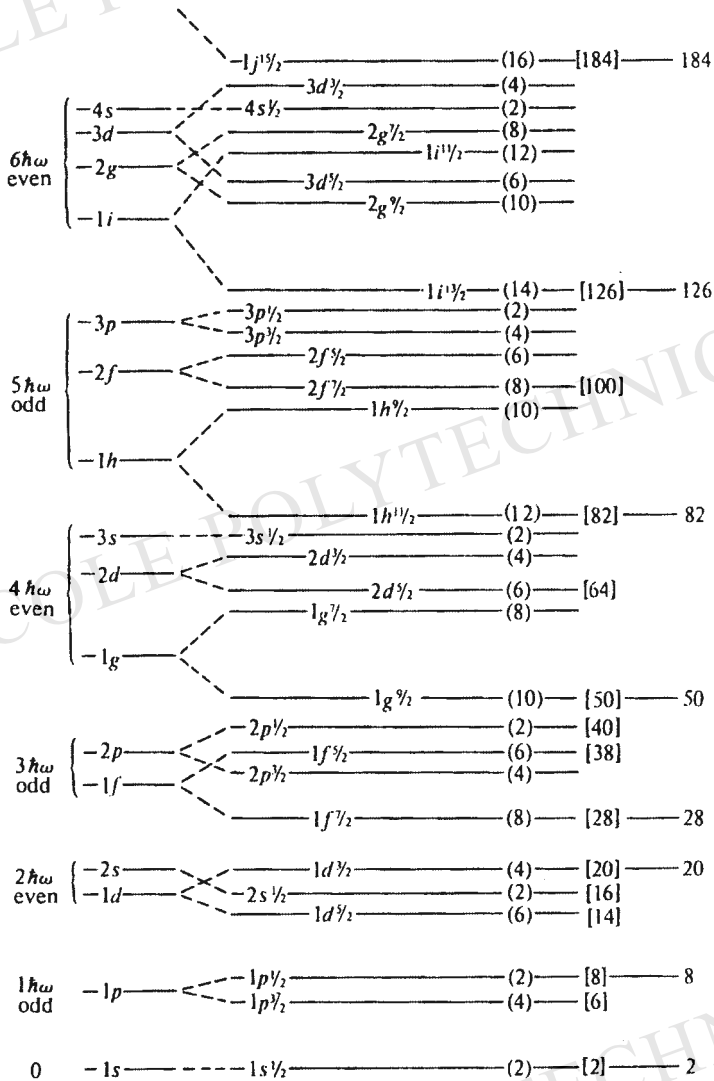 1j15/2 (16) [184] 184
3d3/2 (4)
4s 4s1/2 (2)
3d 2g7/2 (8)
6ħω even 2g 1i11/2 (12)
3d5/2 (6)
2g9/2 (10)
1i
1i13/2 (14) [126] 126
3p 3p1/2 (2)
3p3/2 (4)
2f5/2 (6)
5ħω odd 2f 2f7/2 (8) [100]
1h9/2 (10)
1h
1h11/2 (12) [82] 82
3s 3s1/2 (2)
2d3/2 (4)
4ħω even 2d 2d5/2 (6) [64]
1g7/2 (8)
1g
1g9/2 (10) [50] 50
2p1/2 (2) [40]
3ħω odd 2p 1f5/2 (6) [38]
2p3/2 (4)
1f
1f7/2 (8) [28] 28
2s 1d3/2 (4) [20] 20
2ħω even 1d 2s1/2 (2) [16]
1d5/2 (6) [14]
1p1/2 (2) [8] 8
1ħω odd 1p
1p3/2 (4) [6]
0 1s 1s1/2 (2) [2] 2
COLE POLYTECHNIC